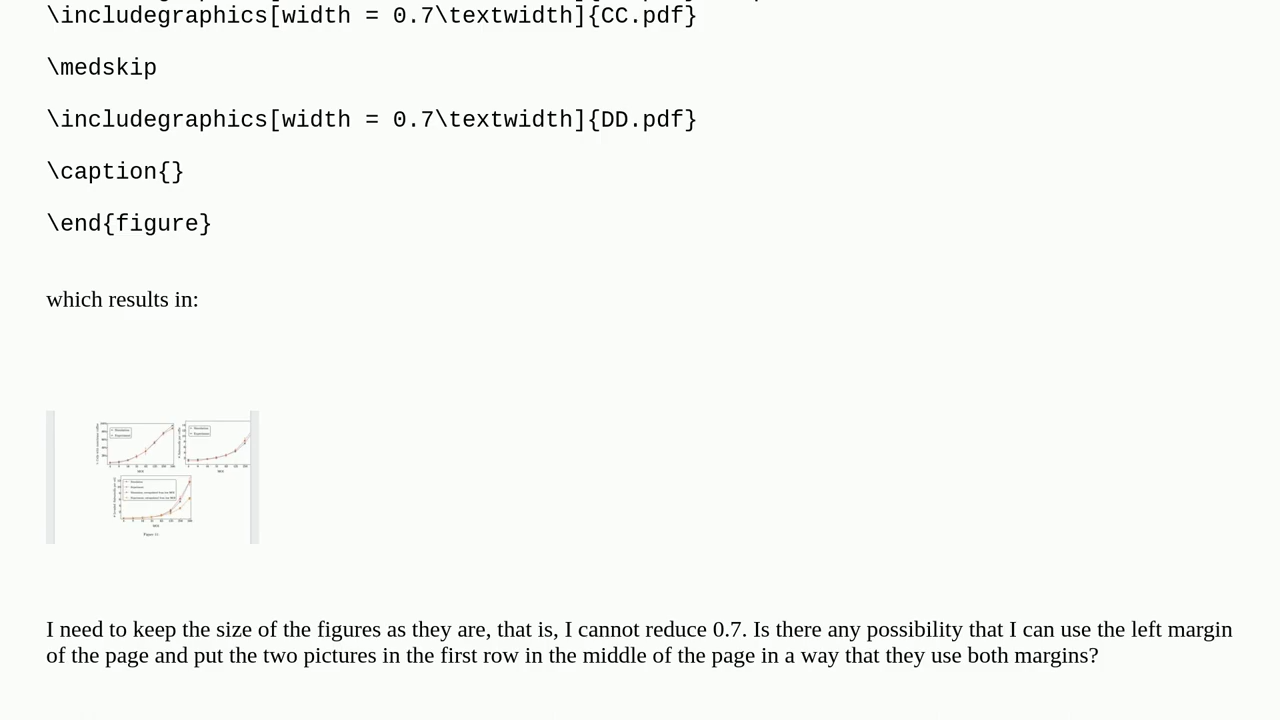 \includegraphics[width = 0.7\textwidth]{CC.pdf}
\medskip
\includegraphics[width = 0.7\textwidth]{DD.pdf}
\caption{}
\end{figure}
which results in:
I need to keep the size of the figures as they are, that is, I cannot reduce 0.7. Is there any possibility that I can use the left margin
of the page and put the two pictures in the first row in the middle of the page in a way that they use both margins?